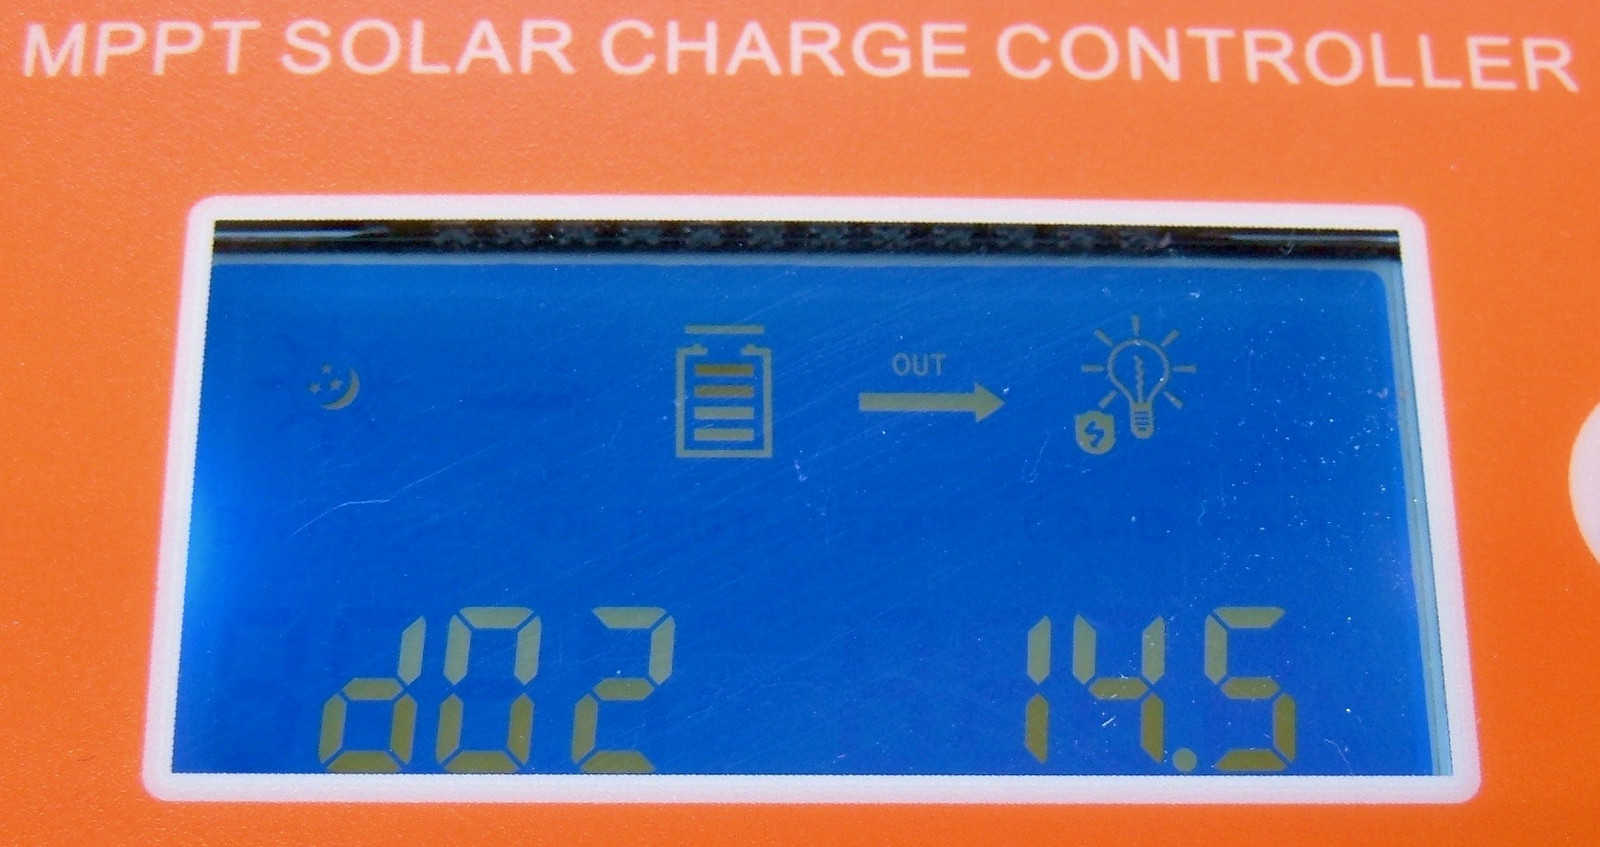 MPPT SOLAR CHARGE CONTROLLER
OUT
d02 14.5